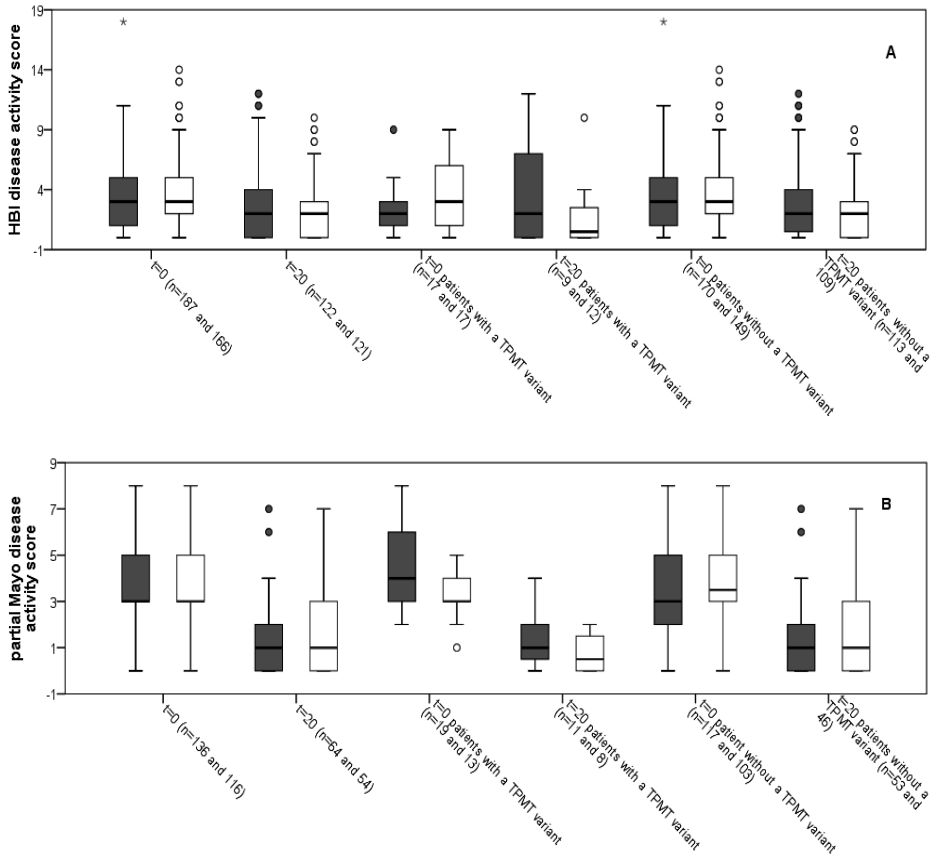 19
14
9
4
-1
HBI disease activity score
A
t=0 (n=187 and 166)
t=20 (n=122 and 121)
t=0 patients with a TPMT variant
(n=17 and 17)
t=20 patients with a TPMT variant
(n=9 and 12)
t=0 patients without a TPMT variant
(n=170 and 149)
t=20 patients without a
TPMT variant (n=113 and
109)
9
7
5
3
1
-1
partial Mayo disease
activity score
B
t=0 (n=136 and 116)
t=20 (n=64 and 54)
t=0 patients with a TPMT variant
(n=19 and 13)
t=20 patients with a TPMT variant
(n=11 and 8)
t=0 patient without a TPMT variant
(n=117 and 103)
t=20 patients without a
TPMT variant (n=53 and
46)